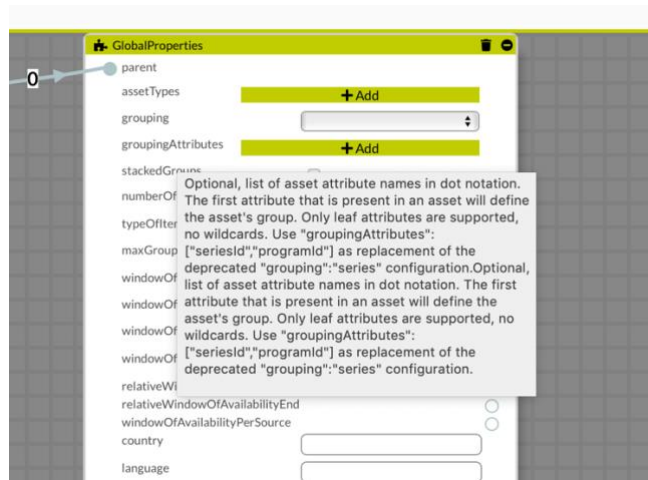 GlobalProperties
parent
0
assetTypes
+ Add
grouping
groupingAttributes
+ Add
stackedGroups
numberOf
typeOfIter
maxGroup
windowOf
windowOf
windowOf
windowOf
relativeWi
Optional, list of asset attribute names in dot notation.
The first attribute that is present in an asset will define
the asset's group. Only leaf attributes are supported,
no wildcards. Use "groupingAttributes":
["seriesId","programId"] as replacement of the
deprecated "grouping":"series" configuration.Optional,
list of asset attribute names in dot notation. The first
attribute that is present in an asset will define the
asset's group. Only leaf attributes are supported, no
wildcards. Use "groupingAttributes":
["seriesId","programId"] as replacement of the
deprecated "grouping":"series" configuration.
relativeWindowOfAvailabilityEnd
windowOfAvailabilityPerSource
country
language